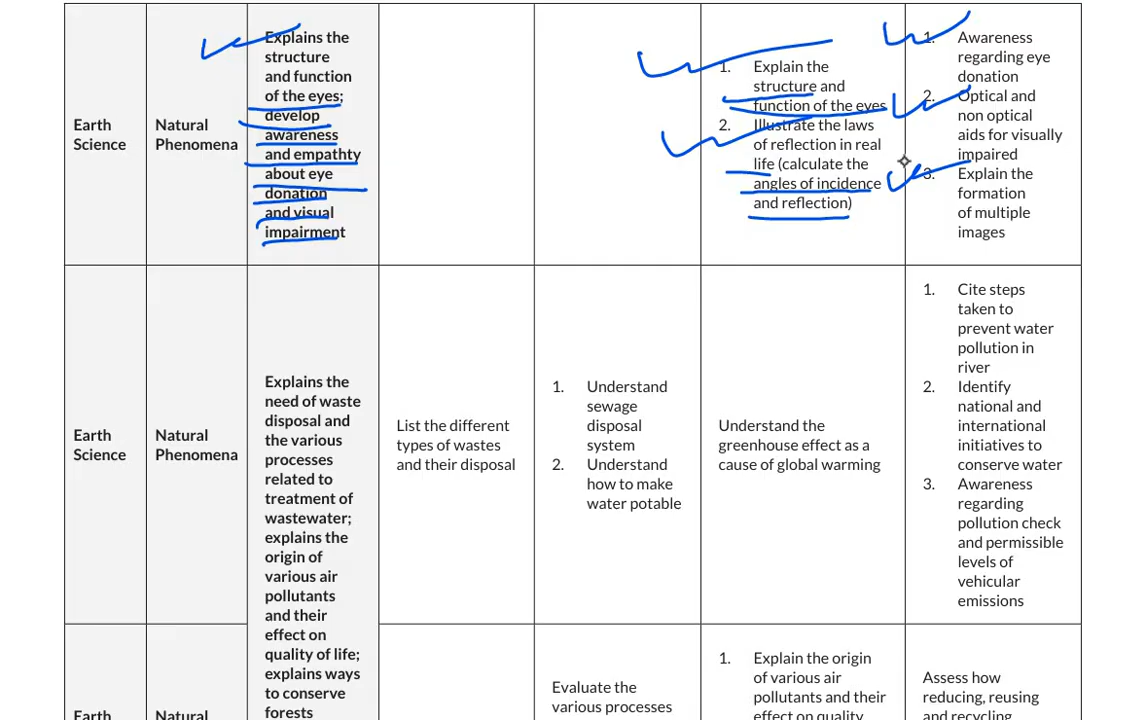 Earth
Science
Natural
Phenomena
Explains the
structure
and function
of the eyes;
develop
awareness
and empathty
about eye
donation
and visual
impairment
1. Explain the
structure and
function of the eyes
2. Illustrate the laws
of reflection in real
life (calculate the
angles of incidence
and reflection)
1. Awareness
regarding eye
donation
2. Optical and
non optical
aids for visually
impaired
3. Explain the
formation
of multiple
images
Earth
Science
Natural
Phenomena
Explains the
need of waste
disposal and
the various
processes
related to
treatment of
wastewater;
explains the
origin of
various air
pollutants
and their
effect on
quality of life;
explains ways
to conserve
forests
List the different
types of wastes
and their disposal
1. Understand
sewage
disposal
system
2. Understand
how to make
water potable
Understand the
greenhouse effect as a
cause of global warming
1. Cite steps
taken to
prevent water
pollution in
river
2. Identify
national and
international
initiatives to
conserve water
3. Awareness
regarding
pollution check
and permissible
levels of
vehicular
emissions
Earth
Natural
Evaluate the
various processes
1. Explain the origin
of various air
pollutants and their
effect on quality
Assess how
reducing, reusing
and recycling